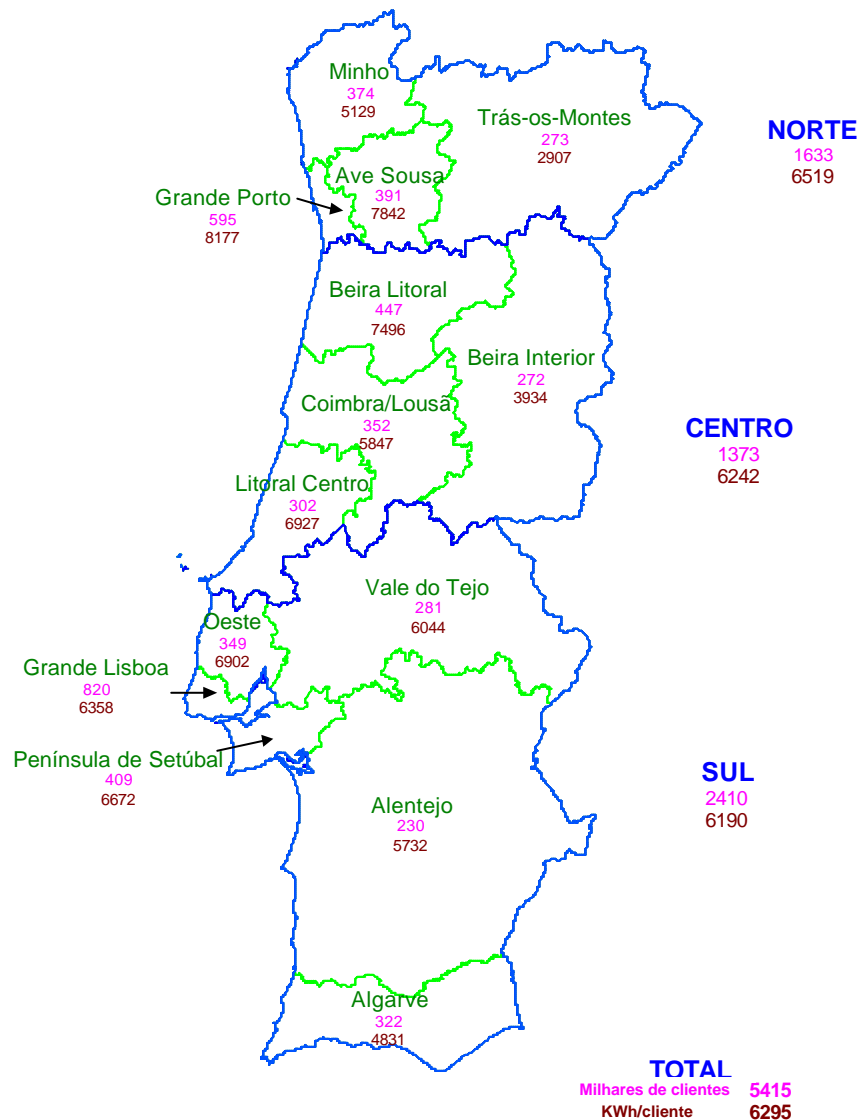 Minho
374
5129
Trás-os-Montes
273
2907
NORTE
1633
6519
Ave Sousa
391
7842
Grande Porto
595
8177
Beira Litoral
447
7496
Beira Interior
272
3934
Coimbra/Lousã
352
5847
CENTRO
1373
6242
Litoral Centro
302
6927
Vale do Tejo
281
6044
Oeste
349
6902
Grande Lisboa
820
6358
Península de Setúbal
409
6672
SUL
2410
6190
Alentejo
230
5732
Algarve
322
4831
TOTAL
Milhares de clientes 5415
KWh/cliente 6295